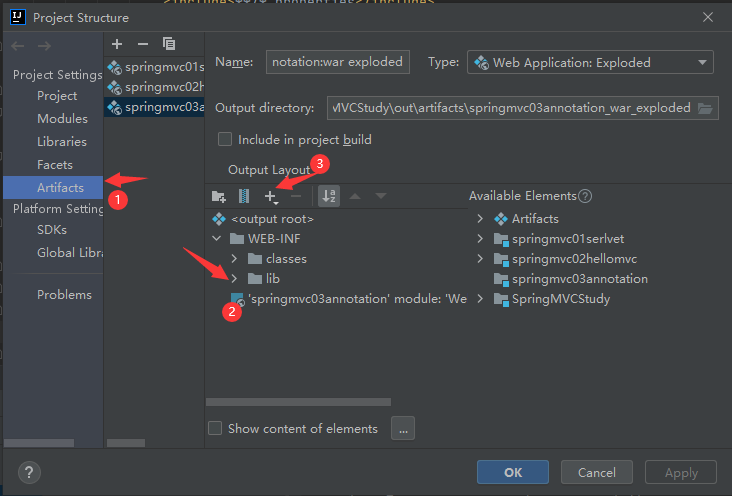 Project Structure
Project Settings
Project
Modules
Libraries
Facets
Artifacts
1
Platform Setting
SDKs
Global Libra
Problems
springmvc01s
springmvc02h
springmvc03a
Name:
notation:war exploded
Type:
Web Application: Exploded
Output directory:
MVCStudy\out\artifacts\springmvc03annotation_war_exploded
Include in project build
Output Layout
3
<output root>
WEB-INF
classes
lib
2
'springmvc03annotation' module: 'We
Available Elements
?
Artifacts
springmvc01serlvet
springmvc02hellomvc
springmvc03annotation
SpringMVCStudy
Show content of elements
...
?
OK
Cancel
Apply